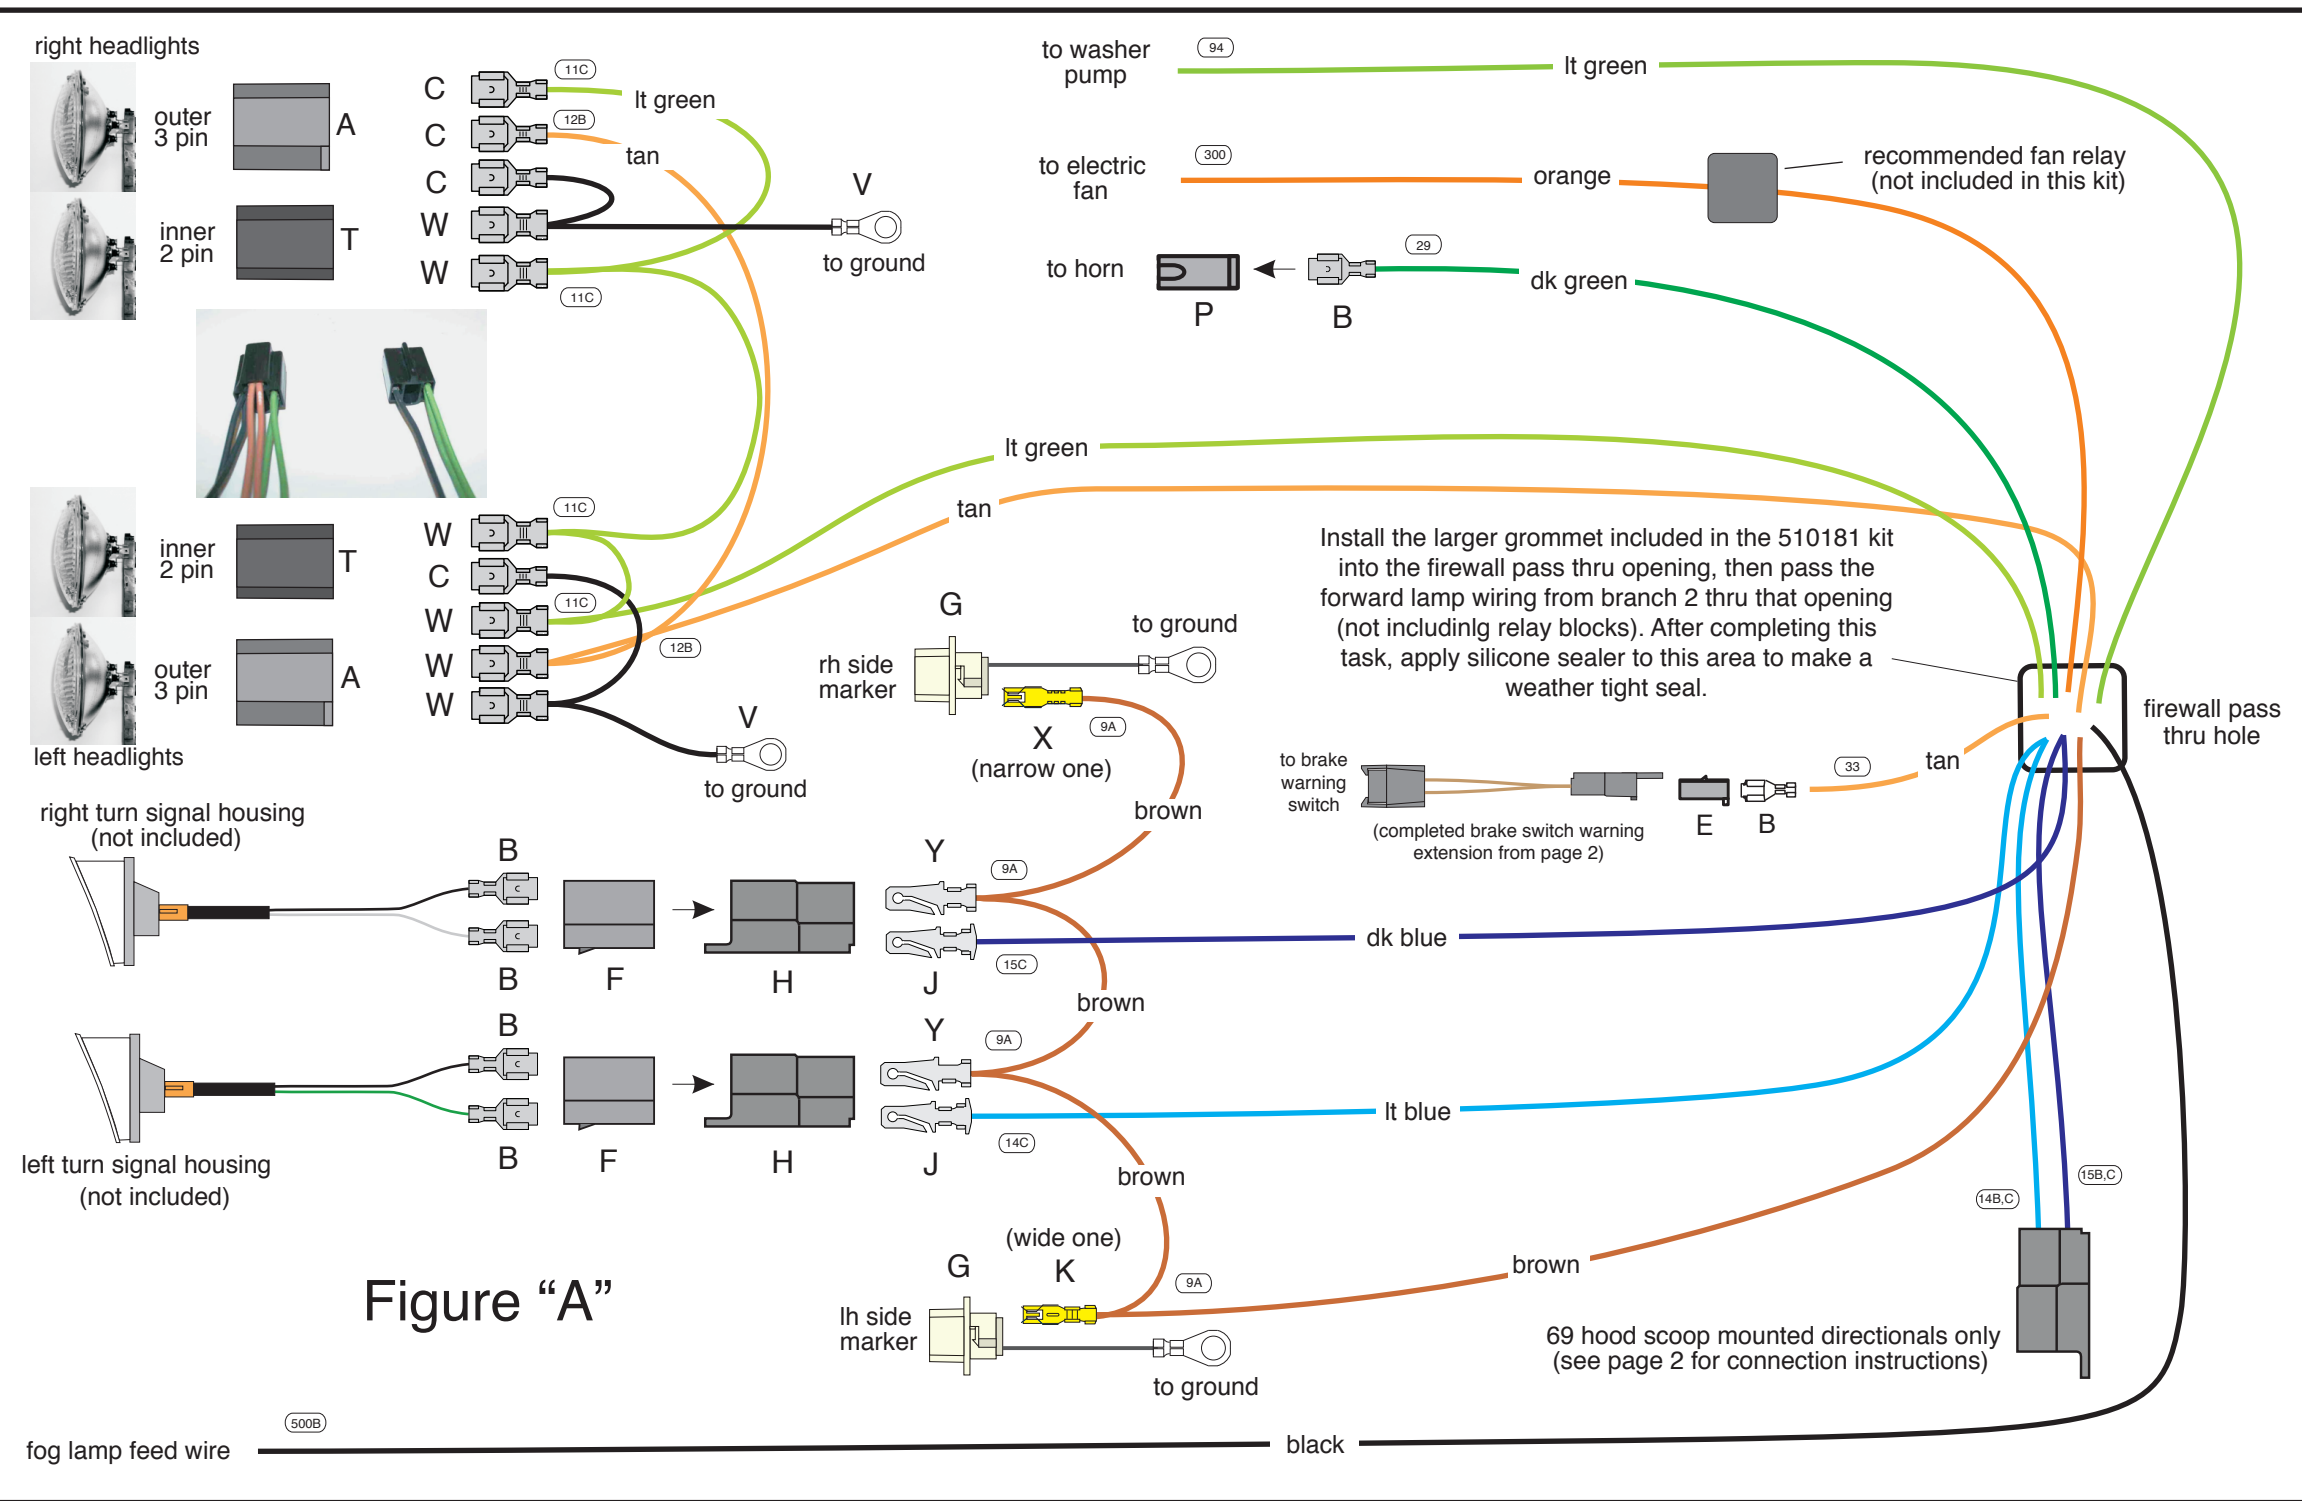 right headlights
outer
3 pin
A
inner
2 pin
T
C
11C
lt green
C
12B
tan
C
W
V
to ground
W
11C
to washer
pump
94
lt green
to electric
fan
300
orange
recommended fan relay
(not included in this kit)
to horn
P
B
29
dk green
lt green
tan
inner
2 pin
T
outer
3 pin
A
left headlights
W
11C
C
W
11C
W
12B
W
V
to ground
Install the larger grommet included in the 510181 kit
into the firewall pass thru opening, then pass the
forward lamp wiring from branch 2 thru that opening
(not includinlg relay blocks). After completing this
task, apply silicone sealer to this area to make a
weather tight seal.
firewall pass
thru hole
G
rh side
marker
to ground
X
(narrow one)
9A
brown
to brake
warning
switch
(completed brake switch warning
extension from page 2)
E
B
33
tan
right turn signal housing
(not included)
B
B
F
H
Y
9A
J
15C
dk blue
brown
B
B
F
H
Y
9A
J
14C
lt blue
brown
left turn signal housing
(not included)
Figure “A”
(wide one)
G
K
9A
lh side
marker
to ground
brown
14B,C
15B,C
69 hood scoop mounted directionals only
(see page 2 for connection instructions)
500B
fog lamp feed wire
black